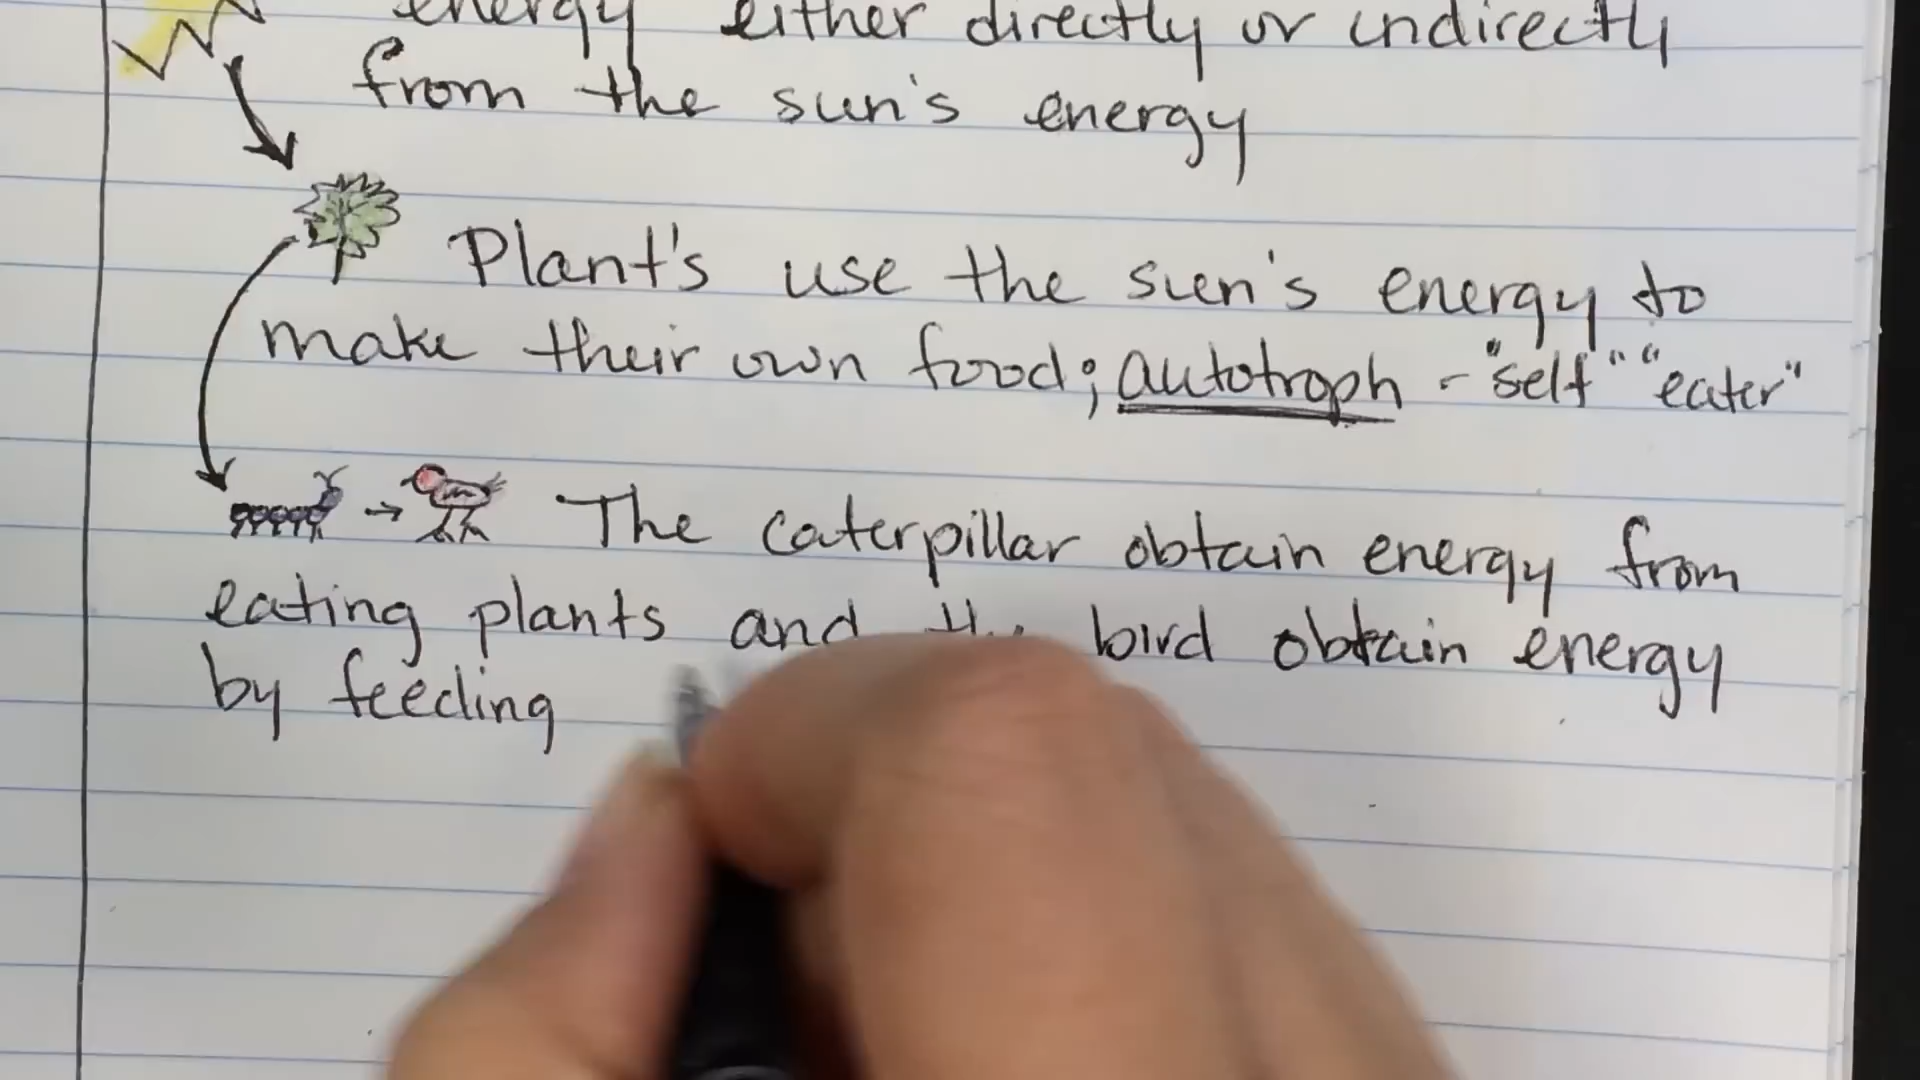 energy either directly or indirectly
from the sun's energy
Plant's use the sun's energy to
make their own food; autotroph - "self" "eater"
The caterpillar obtain energy from
eating plants and the bird obtain energy
by feeding